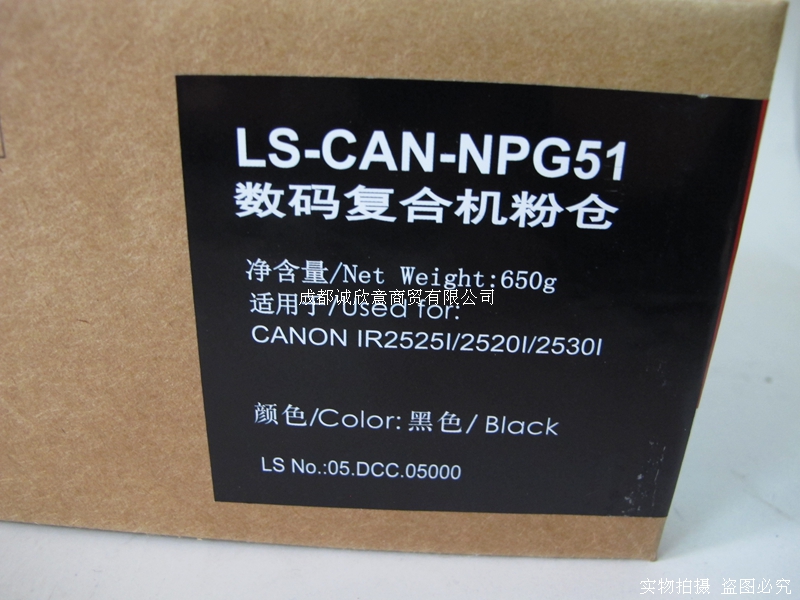 LS-CAN-NPG51
数码复合机粉仓
净含量/Net Weight:650g
成都诚欣意商贸有限公司
适用于/Used for:
CANON IR2525I/2520I/2530I
颜色/Color:黑色/Black
LS No.:05.DCC.05000
实物拍摄 盗图必究